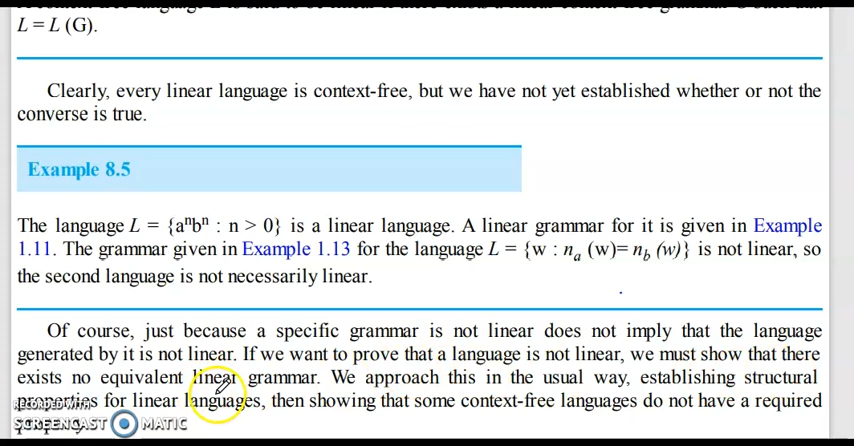 L = L (G).
Clearly, every linear language is context-free, but we have not yet established whether or not the
converse is true.
Example 8.5
The language L = {aⁿbⁿ : n > 0} is a linear language. A linear grammar for it is given in Example
1.11. The grammar given in Example 1.13 for the language L = {w : nₐ (w)= n_b (w)} is not linear, so
the second language is not necessarily linear.
Of course, just because a specific grammar is not linear does not imply that the language
generated by it is not linear. If we want to prove that a language is not linear, we must show that there
exists no equivalent linear grammar. We approach this in the usual way, establishing structural
for linear languages, then showing that some context-free languages do not have a required
RECORDED WITH
SCREENCAST MATIC